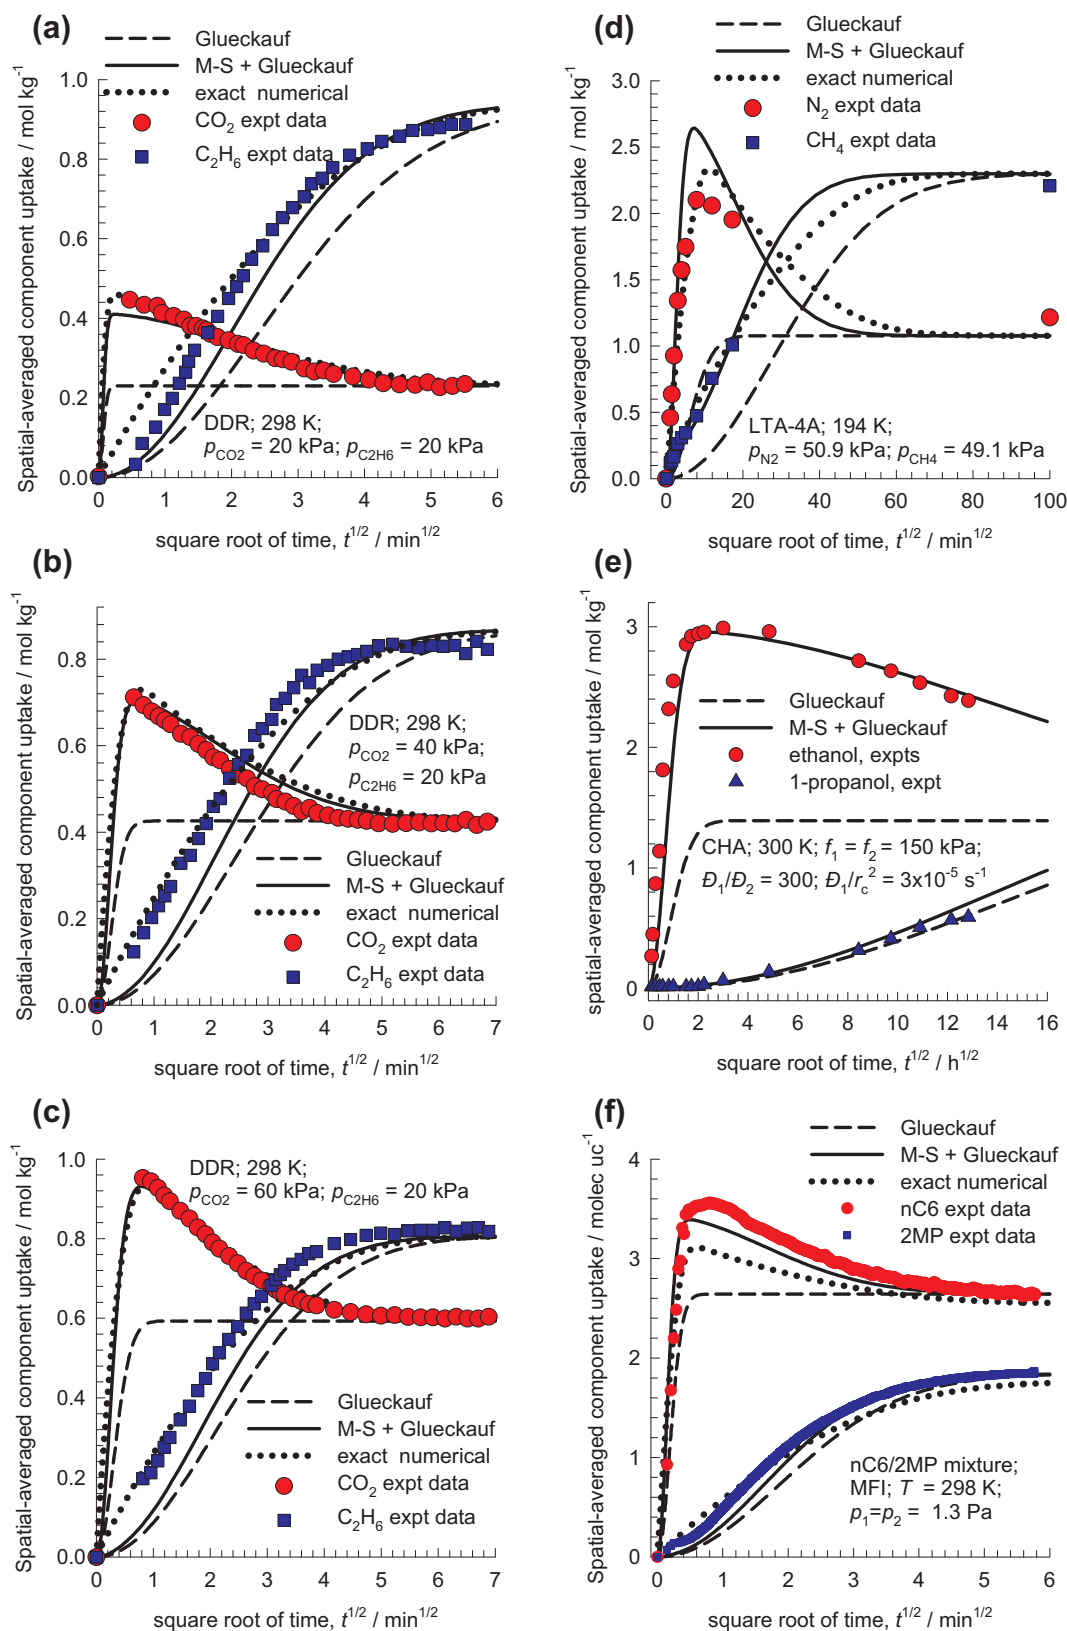 (a)
Glueckauf
M-S + Glueckauf
exact numerical
CO2 expt data
C2H6 expt data
Spatial-averaged component uptake / mol kg-1
1.0
0.8
0.6
0.4
0.2
0.0
DDR; 298 K;
pCO2 = 20 kPa; pC2H6 = 20 kPa
0 1 2 3 4 5 6
square root of time, t1/2 / min1/2
(d)
Glueckauf
M-S + Glueckauf
exact numerical
N2 expt data
CH4 expt data
Spatial-averaged component uptake / mol kg-1
3.0
2.5
2.0
1.5
1.0
0.5
0.0
LTA-4A; 194 K;
pN2 = 50.9 kPa; pCH4 = 49.1 kPa
0 20 40 60 80 100
square root of time, t1/2 / min1/2
(b)
Spatial-averaged component uptake / mol kg-1
0.8
0.6
0.4
0.2
0.0
DDR; 298 K;
pCO2 = 40 kPa;
pC2H6 = 20 kPa
Glueckauf
M-S + Glueckauf
exact numerical
CO2 expt data
C2H6 expt data
0 1 2 3 4 5 6 7
square root of time, t1/2 / min1/2
(e)
spatial-averaged component uptake / mol kg-1
3
2
1
0
Glueckauf
M-S + Glueckauf
ethanol, expts
1-propanol, expt
CHA; 300 K; f1 = f2 = 150 kPa;
Đ1/Đ2 = 300; Đ1/rc2 = 3x10-5 s-1
0 2 4 6 8 10 12 14 16
square root of time, t1/2 / h1/2
(c)
Spatial-averaged component uptake / mol kg-1
1.0
0.8
0.6
0.4
0.2
0.0
DDR; 298 K;
pCO2 = 60 kPa; pC2H6 = 20 kPa
Glueckauf
M-S + Glueckauf
exact numerical
CO2 expt data
C2H6 expt data
0 1 2 3 4 5 6 7
square root of time, t1/2 / min1/2
(f)
Glueckauf
M-S + Glueckauf
exact numerical
nC6 expt data
2MP expt data
Spatial-averaged component uptake / molec uc-1
4
3
2
1
0
nC6/2MP mixture;
MFI; T = 298 K;
p1=p2 = 1.3 Pa
0 1 2 3 4 5 6
square root of time, t1/2 / min1/2